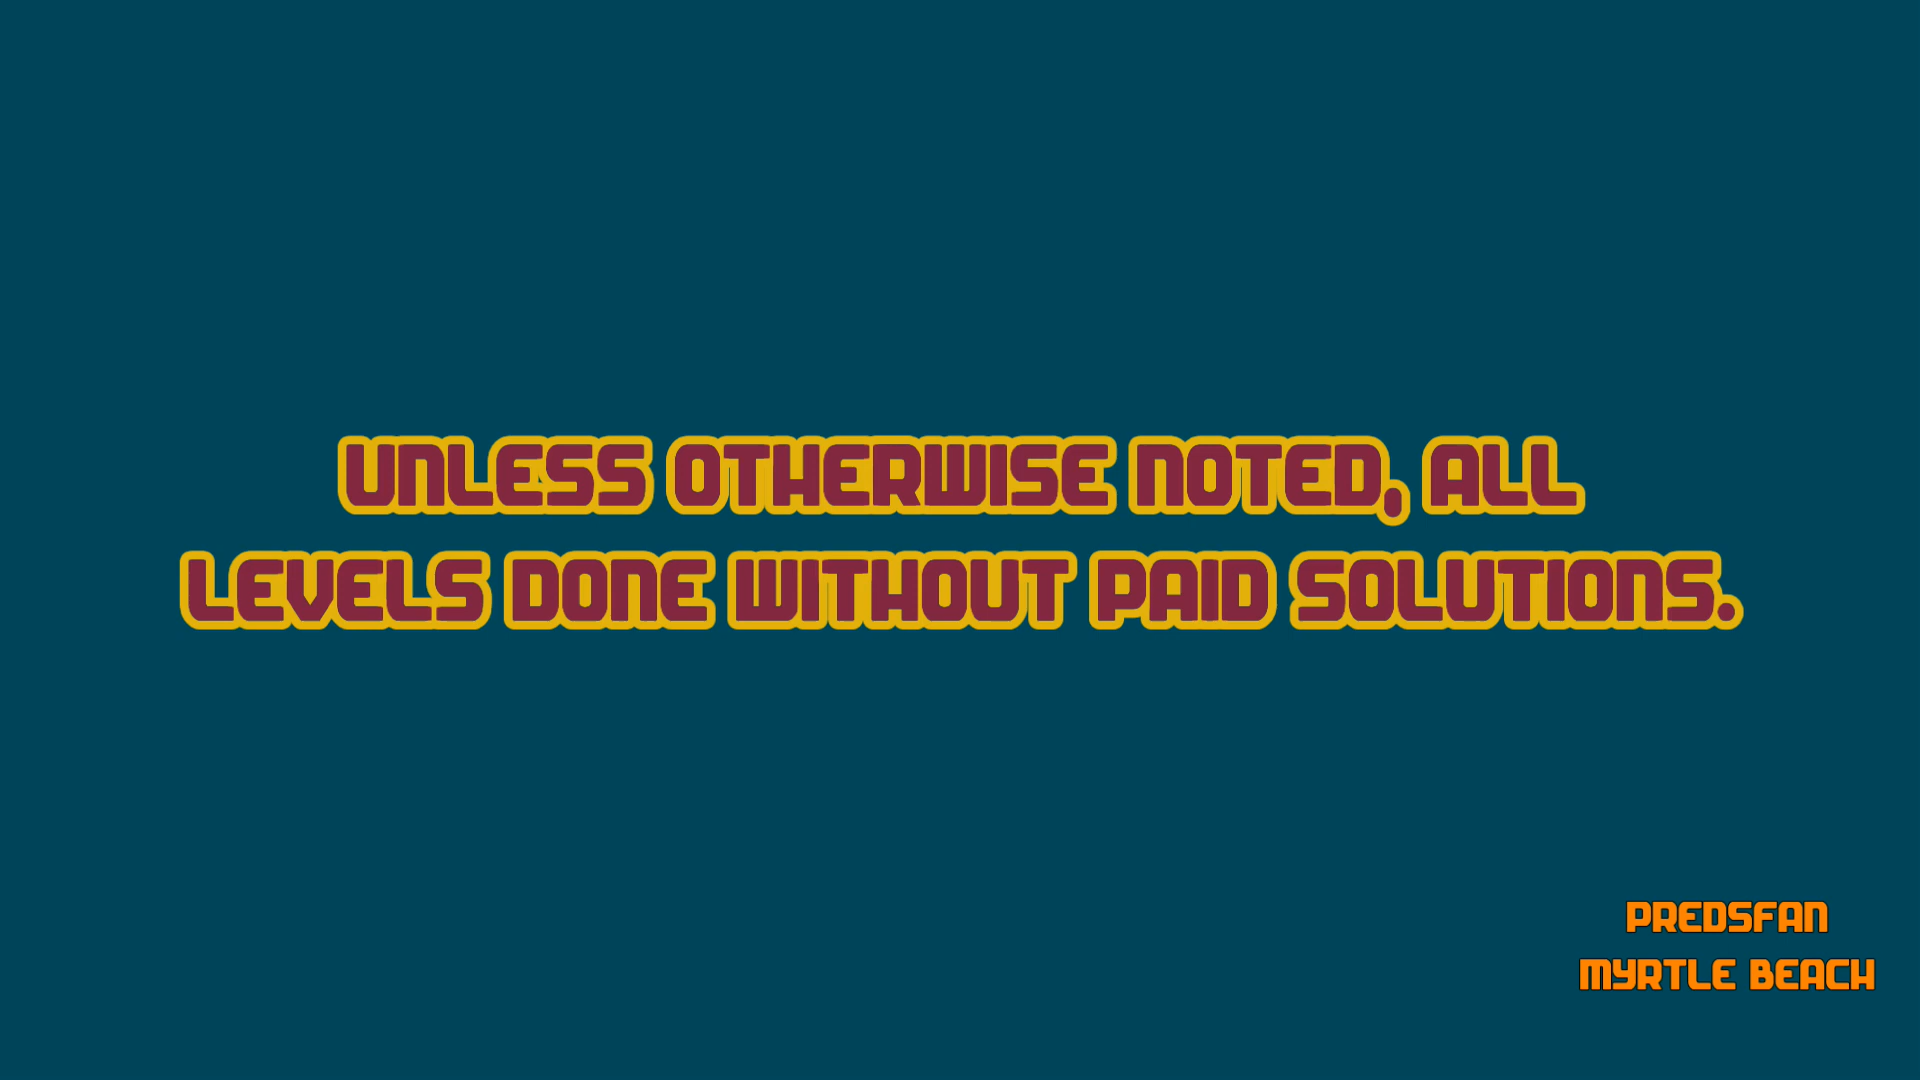 UNLESS OTHERWISE NOTED, ALL
LEVELS DONE WITHOUT PAID SOLUTIONS.
PREDSFAN
MYRTLE BEACH